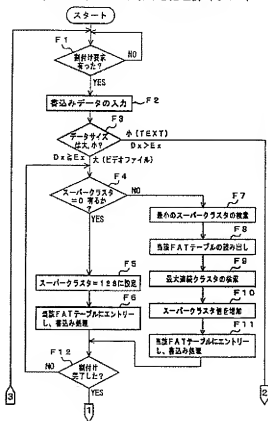 スタート
F1
割付け要求
有った？
NO
YES
書込みデータの入力
F2
F3
データサイズ
は大、小？
小（TEXT）
Dx＞Ex
Dx≧Ex
大（ビデオファイル）
F4
スーパークラスタ
＝0 有るか
？
NO
YES
F7
最小のスーパークラスタの検索
F8
当該FATテーブルの読み出し
F9
最大連続クラスタの検索
F10
スーパークラスタ値を増加
F11
当該FATテーブルにエントリー
し、書込み処理
F5
スーパークラスタ＝128に設定
F6
当該FATテーブルにエントリー
し、書込み処理
F12
割付け
完了した？
NO
YES
3
1
2